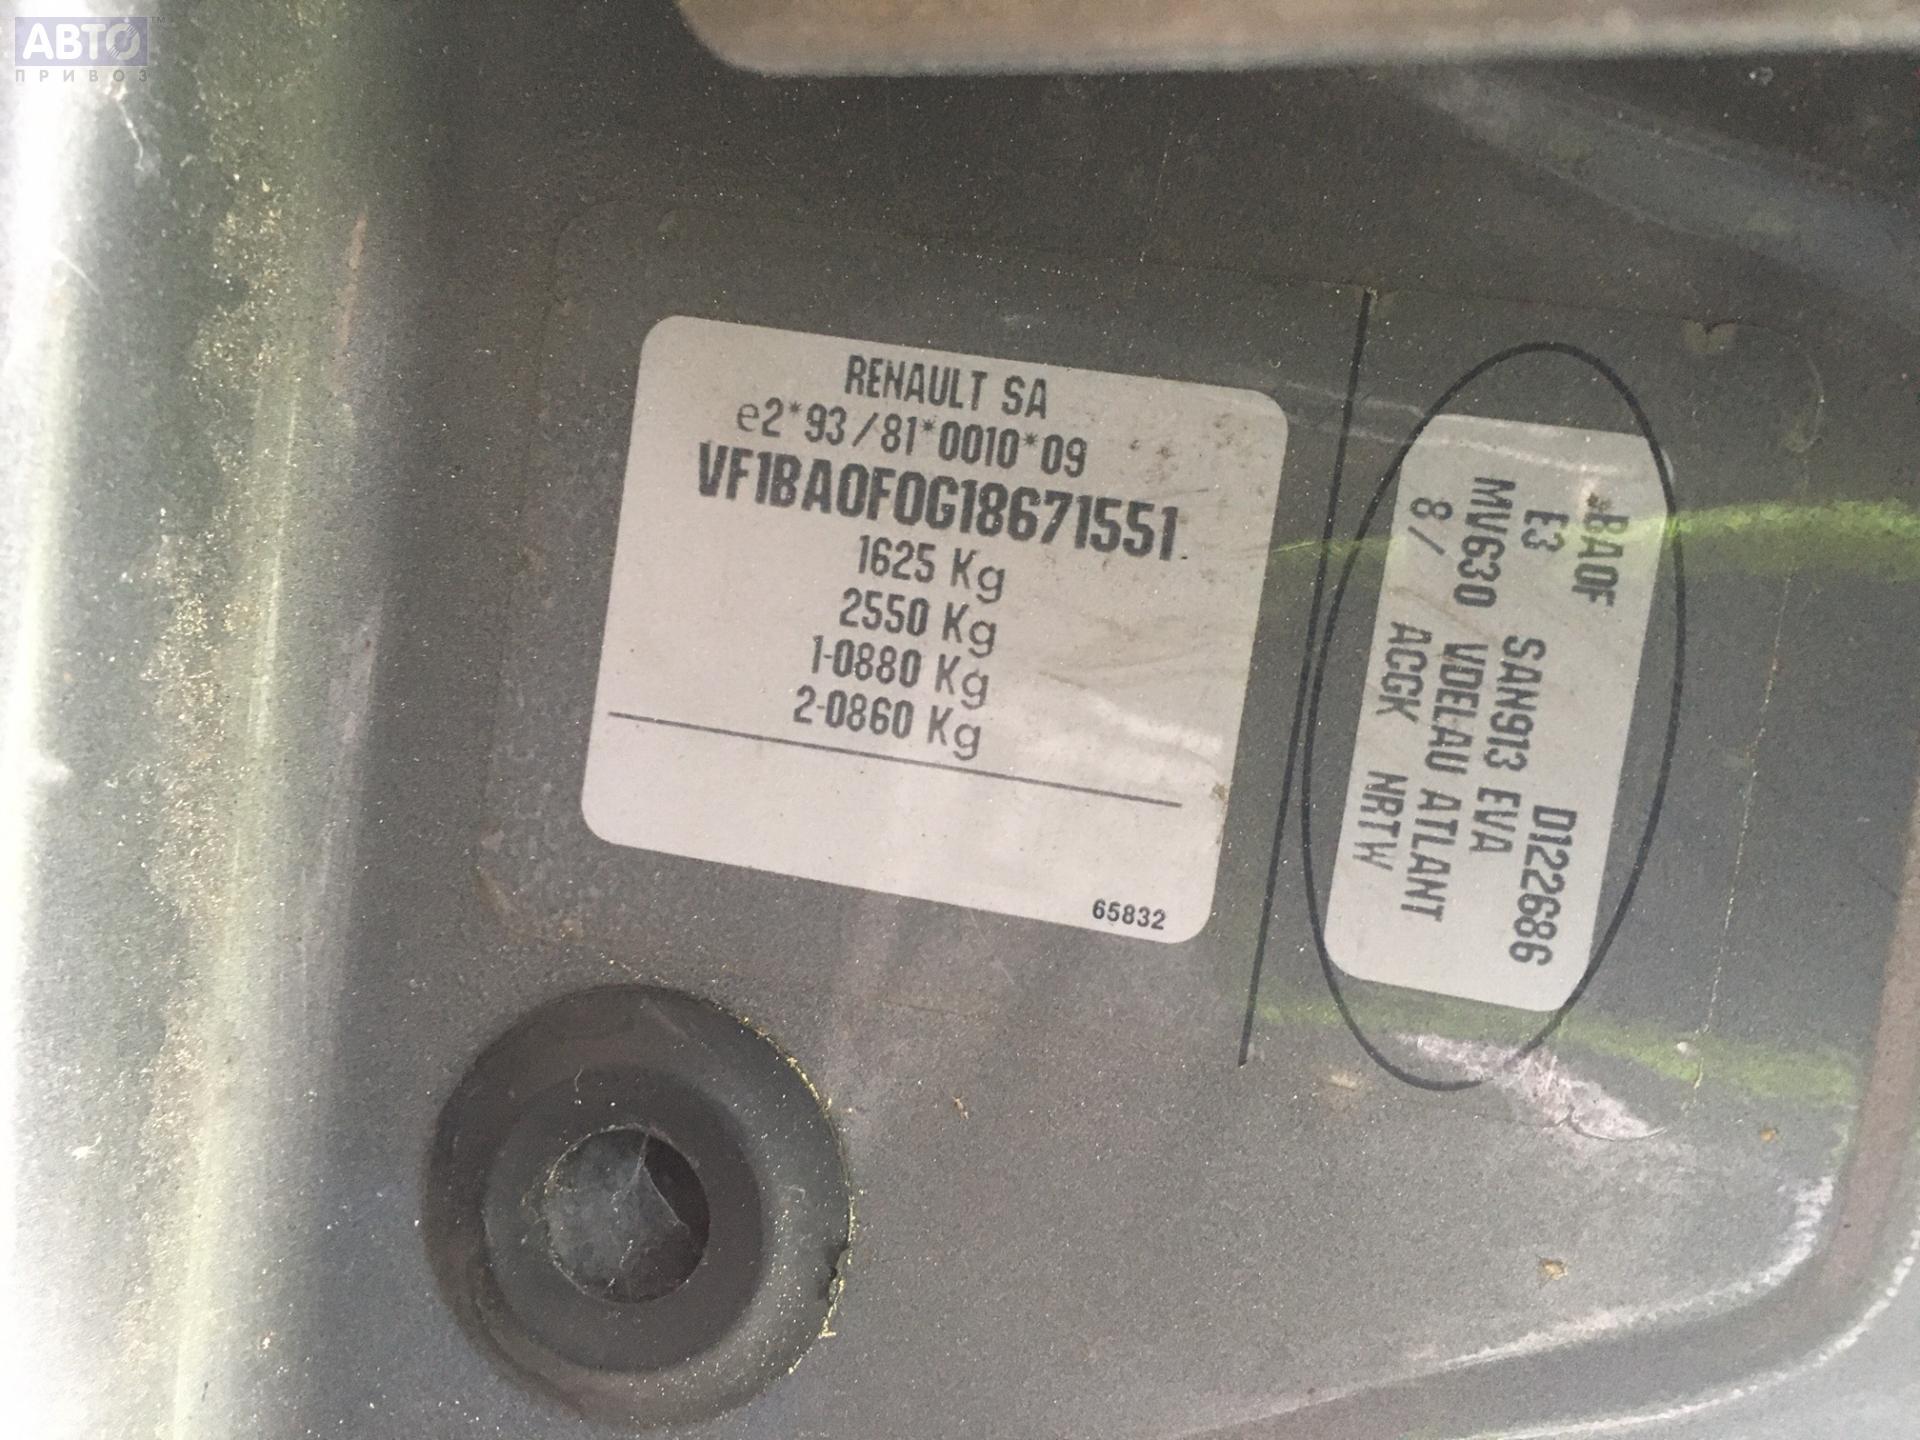 АВТО
ПРИВОЗ
RENAULT SA
e2*93/81*0010*09
VF1BA0F0G18671551
1625 Kg
2550 Kg
1-0880 Kg
2-0860 Kg
65832
BA0F D122686
E3 SAN913 EVA
MV630 VDELAU ATLANT
8/ ACGK NRTW